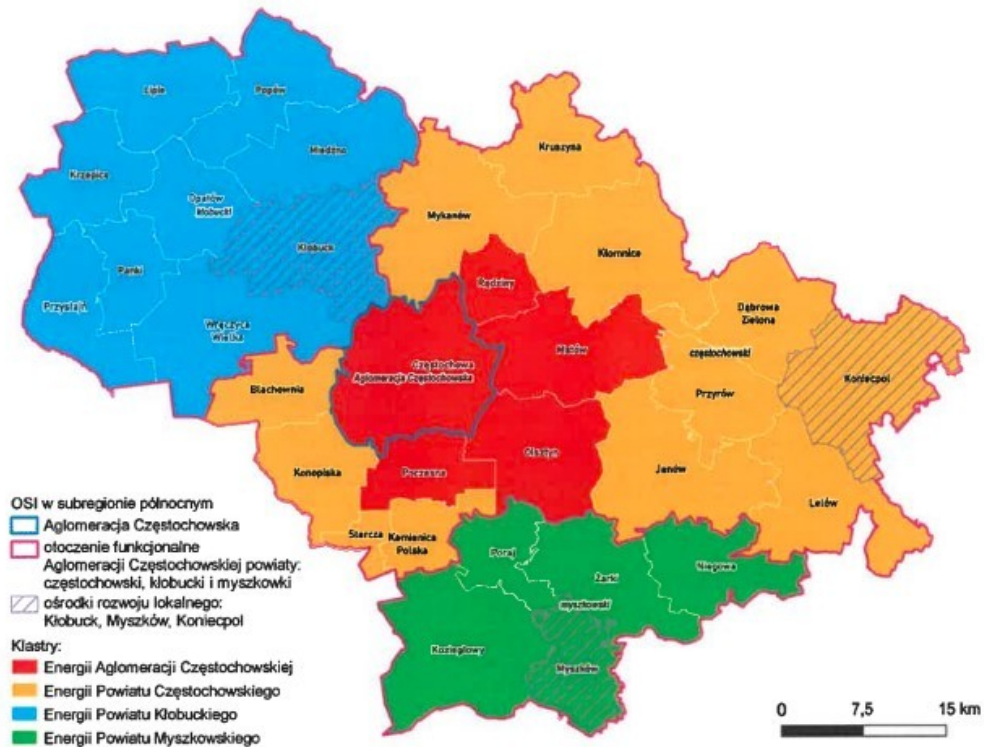 Lipie
Popów
Miedźno
Kruszyna
Krzepice
Opatów
kłobucki
Mykanów
Kłobuck
Kłomnice
Panki
Rędziny
Przystajń
Dąbrowa
Zielona
Wręczyca
Wielka
Mstów
częstochowski
Częstochowa
Aglomeracja Częstochowska
Koniecpol
Blachownia
Przyrów
Olsztyn
Konopiska
Poczesna
Janów
Lelów
Starcza
Kamienica
Polska
Poraj
Żarki
Niegowa
myszkowski
Koziegłowy
Myszków
OSI w subregionie północnym
Aglomeracja Częstochowska
otoczenie funkcjonalne
Aglomeracji Częstochowskiej powiaty:
częstochowski, kłobucki i myszkowki
ośrodki rozwoju lokalnego:
Kłobuck, Myszków, Koniecpol
Klastry:
Energii Aglomeracji Częstochowskiej
Energii Powiatu Częstochowskiego
Energii Powiatu Kłobuckiego
Energii Powiatu Myszkowskiego
0 7,5 15 km